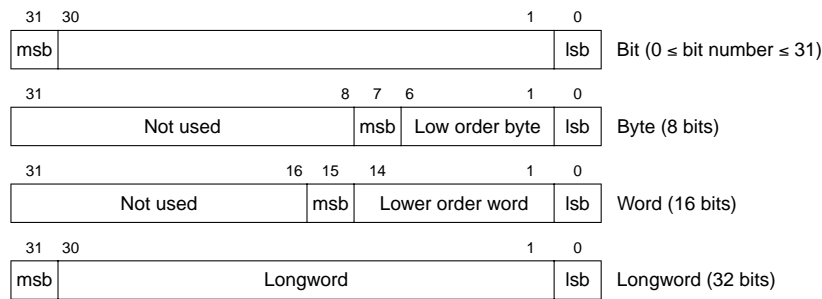 31 30 1 0
msb lsb Bit (0 ≤ bit number ≤ 31)
31 8 7 6 1 0
Not used msb Low order byte lsb Byte (8 bits)
31 16 15 14 1 0
Not used msb Lower order word lsb Word (16 bits)
31 30 1 0
msb Longword lsb Longword (32 bits)